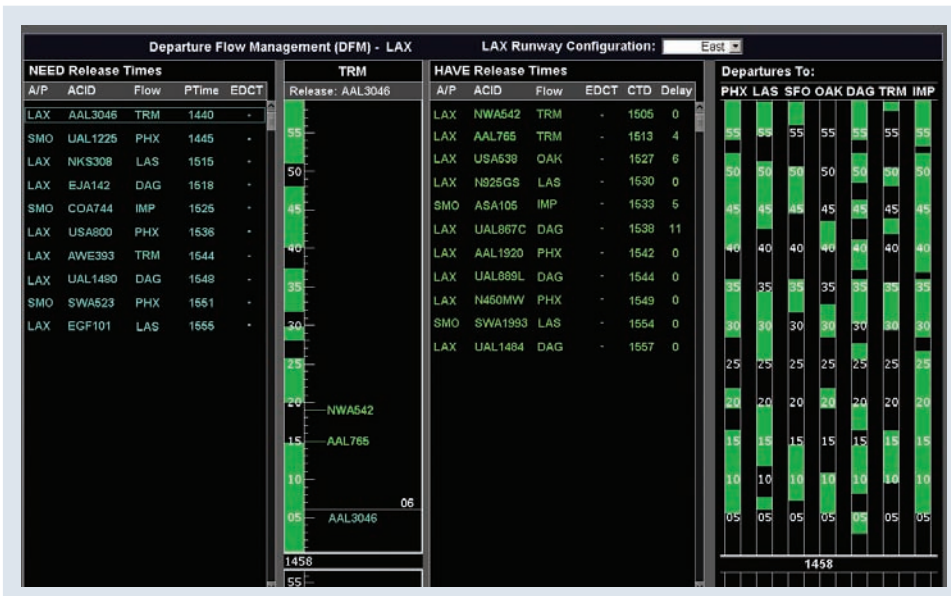 Departure Flow Management (DFM) - LAX LAX Runway Configuration: East
NEED Release Times
A/P ACID Flow PTime EDCT
LAX AAL3046 TRM 1440 -
SMO UAL1225 PHX 1445 -
LAX NKS308 LAS 1515 -
LAX EJA142 DAG 1518 -
SMO COA744 IMP 1525 -
LAX USA800 PHX 1536 -
LAX AWE393 TRM 1544 -
LAX UAL1480 DAG 1548 -
SMO SWA523 PHX 1551 -
LAX EGF101 LAS 1555 -
TRM
Release: AAL3046
55
50
45
40
35
30
25
20 NWA542
15 AAL765
10
06
05 AAL3046
1458
55
HAVE Release Times
A/P ACID Flow EDCT CTD Delay
LAX NWA542 TRM - 1505 0
LAX AAL765 TRM - 1513 4
LAX USA638 OAK - 1527 6
LAX N925GS LAS - 1530 0
SMO ASA105 IMP - 1533 5
LAX UAL867C DAG - 1538 11
LAX AAL1920 PHX - 1542 0
LAX UAL889L DAG - 1544 0
LAX N450MW PHX - 1549 0
SMO SWA1993 LAS - 1554 0
LAX UAL1484 DAG - 1557 0
Departures To:
PHX LAS SFO OAK DAG TRM IMP
55 55 55 55 55 55 55
50 50 50 50 50 50 50
45 45 45 45 45 45 45
40 40 40 40 40 40 40
35 35 35 35 35 35 35
30 30 30 30 30 30 30
25 25 25 25 25 25 25
20 20 20 20 20 20 20
15 15 15 15 15 15 15
10 10 10 10 10 10 10
05 05 05 05 05 05 05
1458